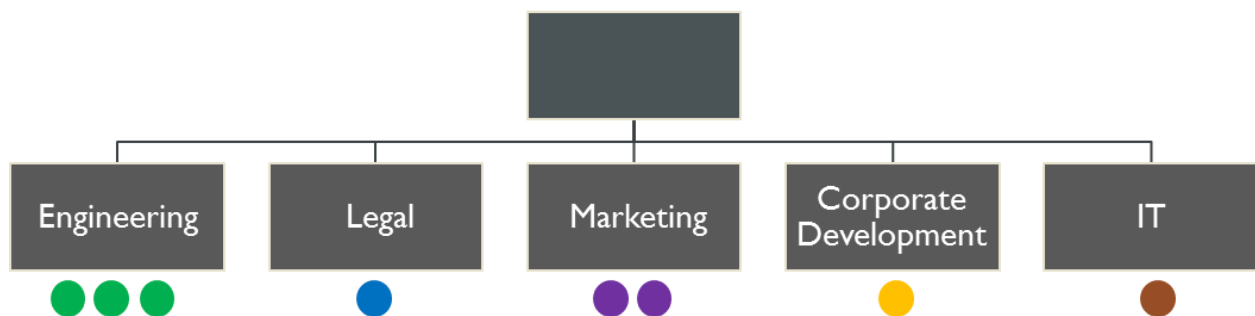 Engineering
Legal
Marketing
Corporate
Development
IT